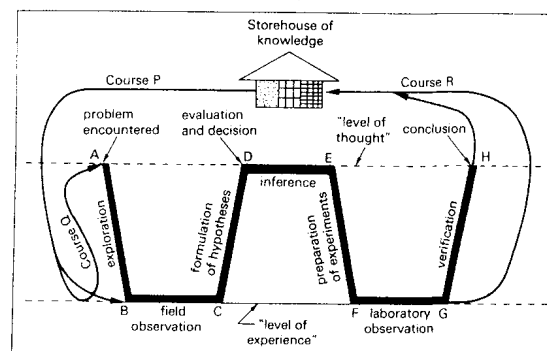 Storehouse of
knowledge
Course P
Course R
problem
encountered
evaluation
and decision
"level of
thought"
conclusion
A
D
E
H
inference
Course Q
exploration
formulation
of hypotheses
preparation
of experiments
verification
B
field
observation
C
F
laboratory
observation
G
"level of
experience"